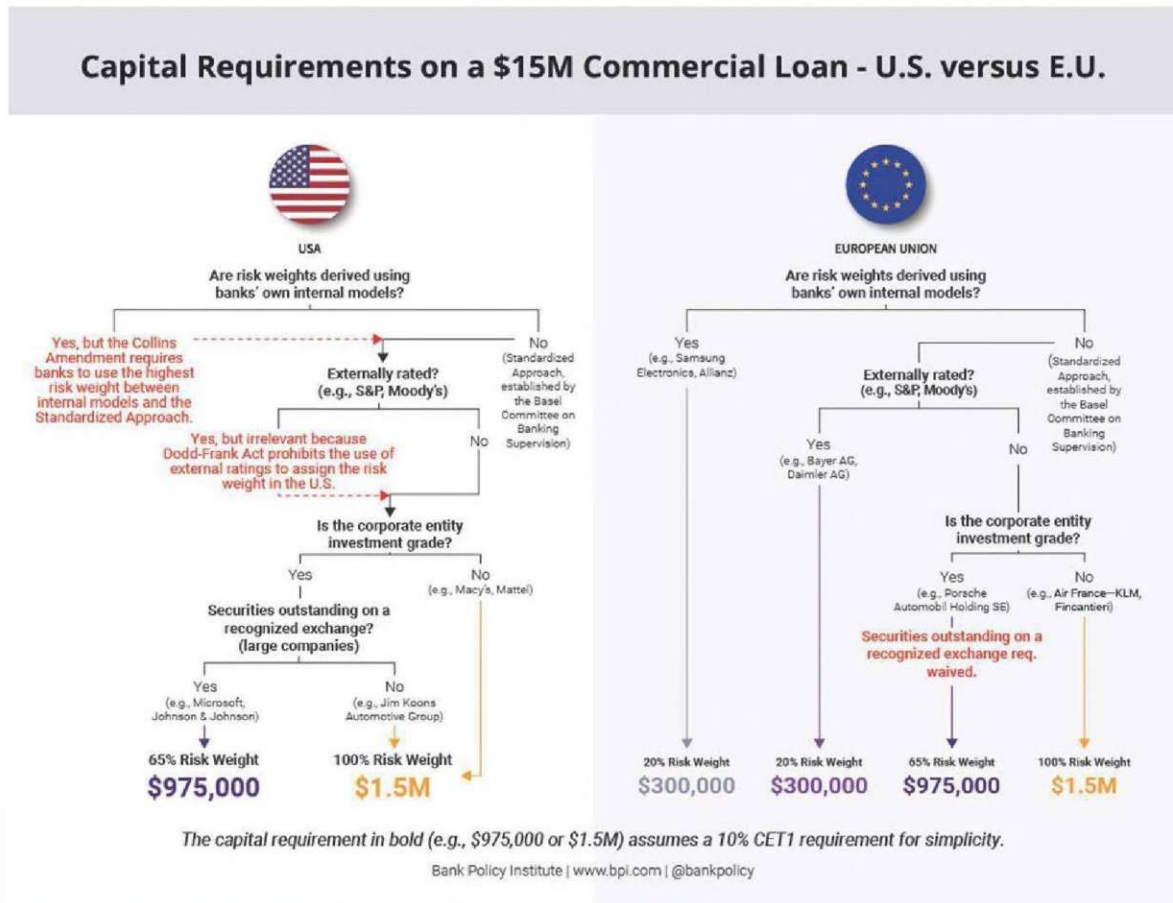 Capital Requirements on a $15M Commercial Loan - U.S. versus E.U.
USA
Are risk weights derived using
banks' own internal models?
Yes, but the Collins
Amendment requires
banks to use the highest
risk weight between
internal models and the
Standardized Approach.
No
(Standardized
Approach,
established by
the Basel
Committee on
Banking
Supervision)
Externally rated?
(e.g., S&P, Moody's)
Yes, but irrelevant because
Dodd-Frank Act prohibits the use of
external ratings to assign the risk
weight in the U.S.
No
Is the corporate entity
investment grade?
Yes
No
(e.g., Macy's, Mattel)
Securities outstanding on a
recognized exchange?
(large companies)
Yes
(e.g., Microsoft,
Johnson & Johnson)
No
(e.g., Jim Koons
Automotive Group)
65% Risk Weight
$975,000
100% Risk Weight
$1.5M
EUROPEAN UNION
Are risk weights derived using
banks' own internal models?
Yes
(e.g., Samsung
Electronics, Allianz)
No
(Standardized
Approach,
established by
the Basel
Committee on
Banking
Supervision)
Externally rated?
(e.g., S&P, Moody's)
Yes
(e.g., Bayer AG,
Daimler AG)
No
Is the corporate entity
investment grade?
Yes
(e.g., Porsche
Automobil Holding SE)
No
(e.g., Air France—KLM,
Fincantieri)
Securities outstanding on a
recognized exchange req.
waived.
20% Risk Weight
$300,000
20% Risk Weight
$300,000
65% Risk Weight
$975,000
100% Risk Weight
$1.5M
The capital requirement in bold (e.g., $975,000 or $1.5M) assumes a 10% CET1 requirement for simplicity.
Bank Policy Institute | www.bpi.com | @bankpolicy